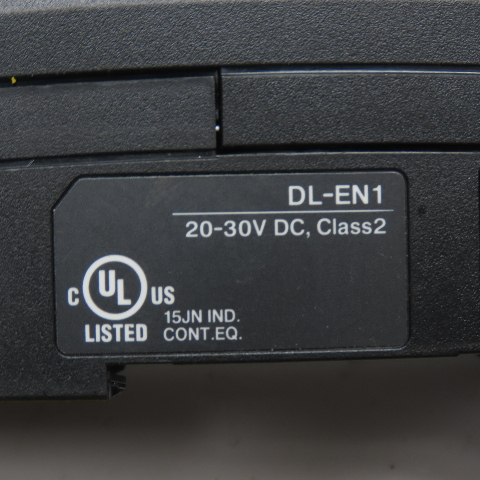 DL-EN1
20-30V DC, Class2
C UL US
LISTED
15JN IND.
CONT.EQ.